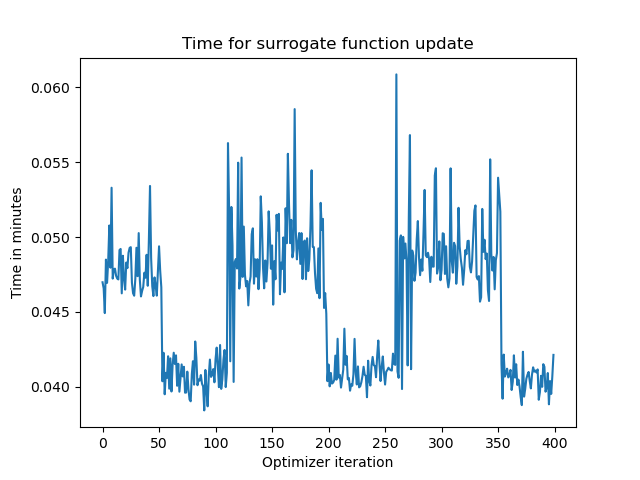 Time for surrogate function update
0.060
0.055
0.050
0.045
0.040
Time in minutes
0 50 100 150 200 250 300 350 400
Optimizer iteration